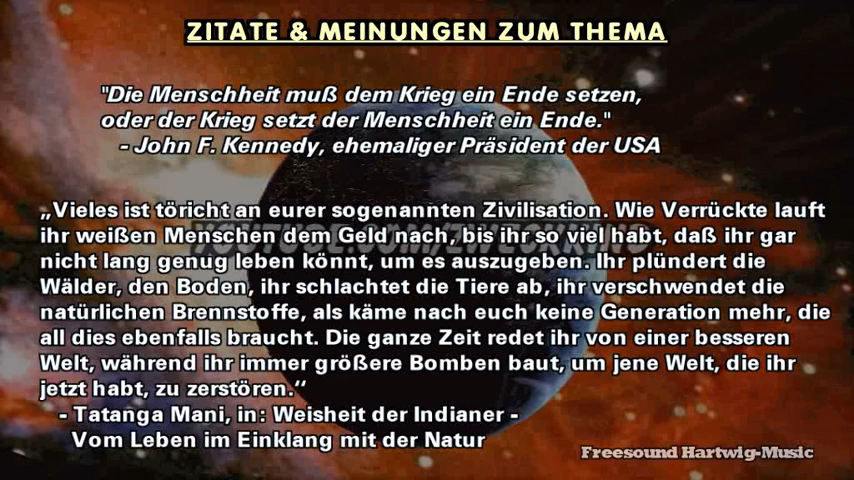 ZITATE & MEINUNGEN ZUM THEMA
"Die Menschheit muß dem Krieg ein Ende setzen,
oder der Krieg setzt der Menschheit ein Ende."
- John F. Kennedy, ehemaliger Präsident der USA
„Vieles ist töricht an eurer sogenannten Zivilisation. Wie Verrückte lauft
ihr weißen Menschen dem Geld nach, bis ihr so viel habt, daß ihr gar
nicht lang genug leben könnt, um es auszugeben. Ihr plündert die
Wälder, den Boden, ihr schlachtet die Tiere ab, ihr verschwendet die
natürlichen Brennstoffe, als käme nach euch keine Generation mehr, die
all dies ebenfalls braucht. Die ganze Zeit redet ihr von einer besseren
Welt, während ihr immer größere Bomben baut, um jene Welt, die ihr
jetzt habt, zu zerstören.“
- Tatanga Mani, in: Weisheit der Indianer -
Vom Leben im Einklang mit der Natur
Freesound Hartwig-Music